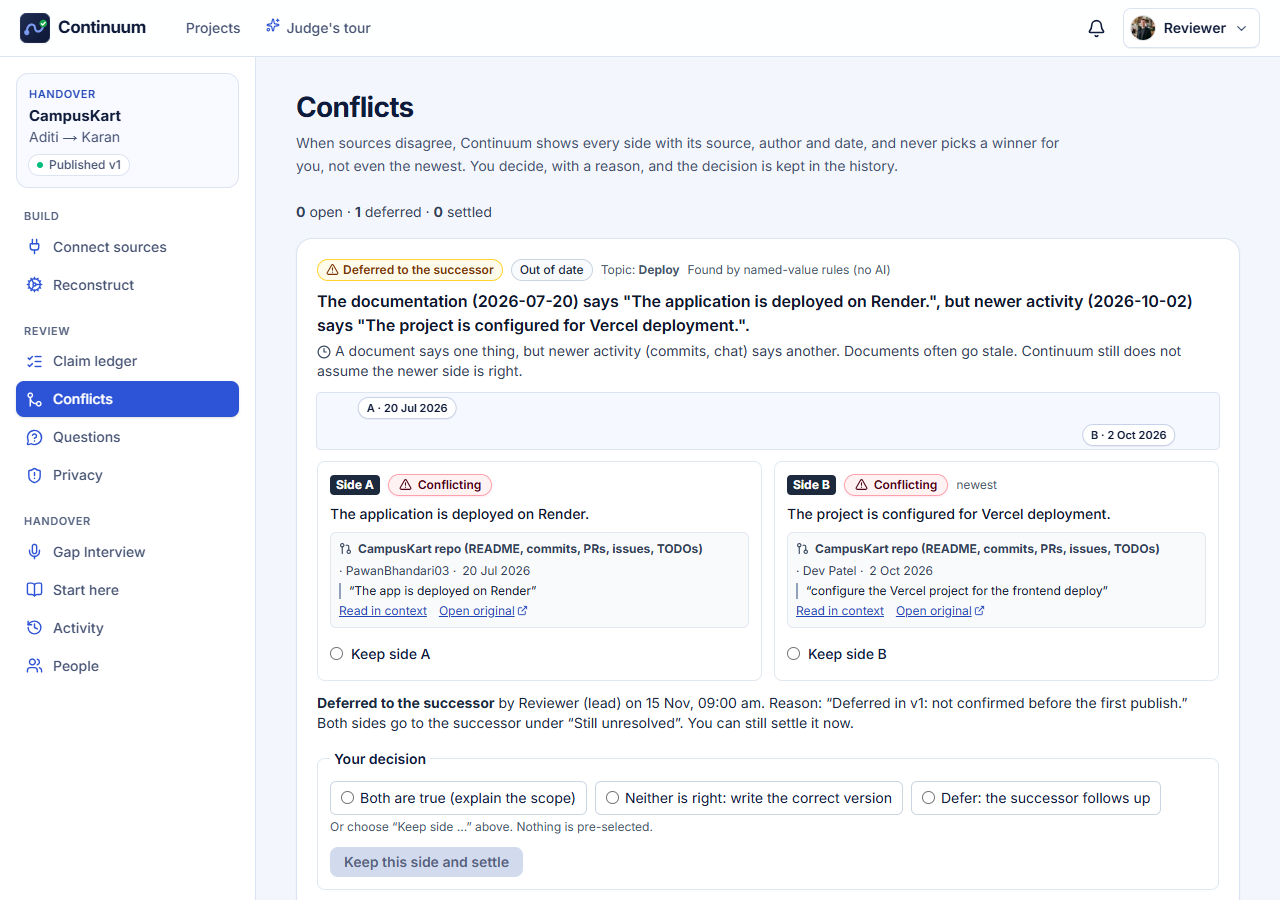 Continuum
Projects
Judge's tour
Reviewer
HANDOVER
CampusKart
Aditi → Karan
Published v1
BUILD
Connect sources
Reconstruct
REVIEW
Claim ledger
Conflicts
Questions
Privacy
HANDOVER
Gap Interview
Start here
Activity
People
Conflicts
When sources disagree, Continuum shows every side with its source, author and date, and never picks a winner for
you, not even the newest. You decide, with a reason, and the decision is kept in the history.
0 open · 1 deferred · 0 settled
Deferred to the successor Out of date Topic: Deploy Found by named-value rules (no AI)
The documentation (2026-07-20) says "The application is deployed on Render.", but newer activity (2026-10-02)
says "The project is configured for Vercel deployment.".
A document says one thing, but newer activity (commits, chat) says another. Documents often go stale. Continuum still does not
assume the newer side is right.
A · 20 Jul 2026
B · 2 Oct 2026
Side A Conflicting
The application is deployed on Render.
CampusKart repo (README, commits, PRs, issues, TODOs)
· PawanBhandari03 · 20 Jul 2026
“The app is deployed on Render”
Read in context Open original
Keep side A
Side B Conflicting newest
The project is configured for Vercel deployment.
CampusKart repo (README, commits, PRs, issues, TODOs)
· Dev Patel · 2 Oct 2026
“configure the Vercel project for the frontend deploy”
Read in context Open original
Keep side B
Deferred to the successor by Reviewer (lead) on 15 Nov, 09:00 am. Reason: “Deferred in v1: not confirmed before the first publish.”
Both sides go to the successor under “Still unresolved”. You can still settle it now.
Your decision
Both are true (explain the scope)
Neither is right: write the correct version
Defer: the successor follows up
Or choose “Keep side …” above. Nothing is pre-selected.
Keep this side and settle